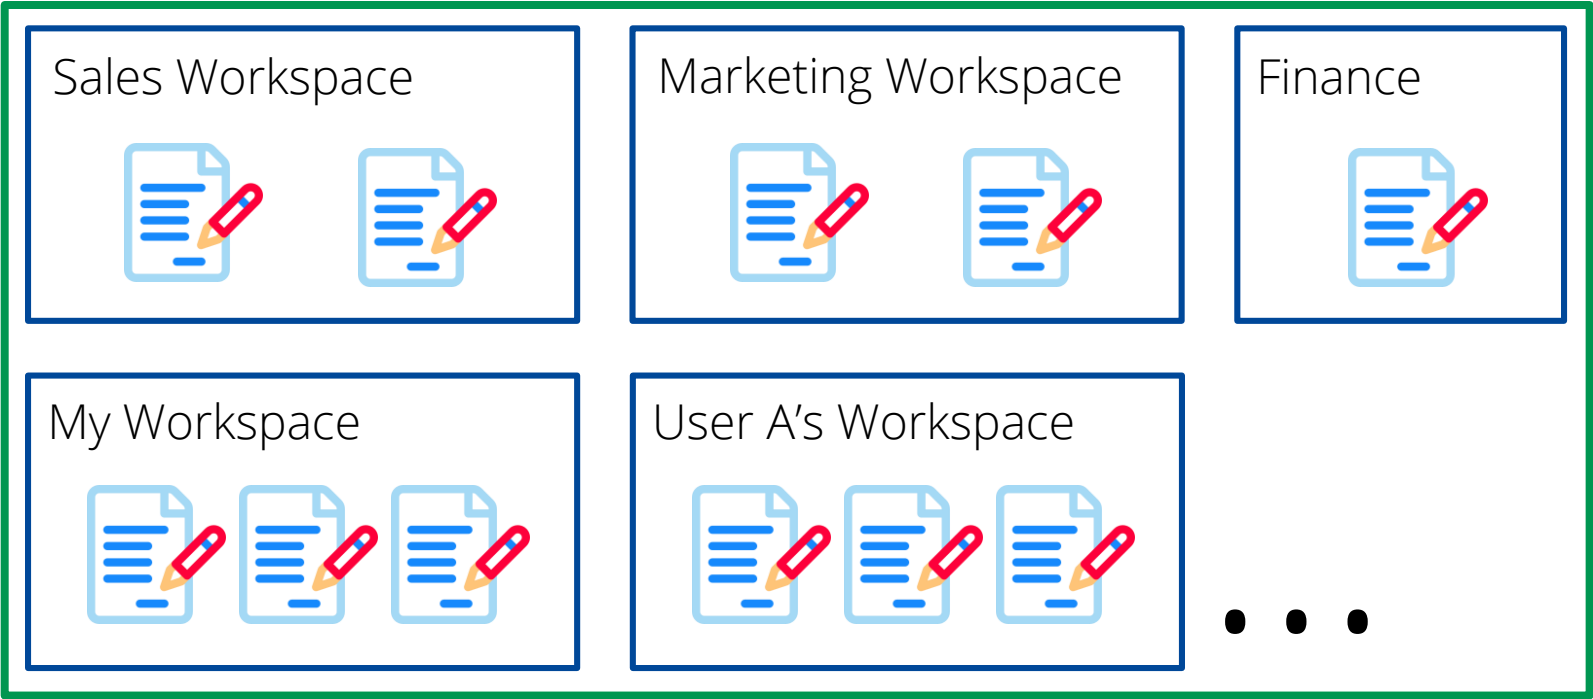 Sales Workspace
Marketing Workspace
Finance
My Workspace
User A’s Workspace
...